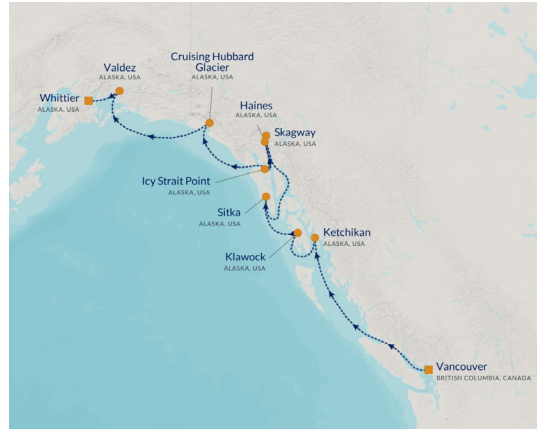 Cruising Hubbard
Glacier
ALASKA, USA
Valdez
ALASKA, USA
Whittier
ALASKA, USA
Haines
ALASKA, USA
Skagway
ALASKA, USA
Icy Strait Point
ALASKA, USA
Sitka
ALASKA, USA
Ketchikan
ALASKA, USA
Klawock
ALASKA, USA
Vancouver
BRITISH COLUMBIA, CANADA